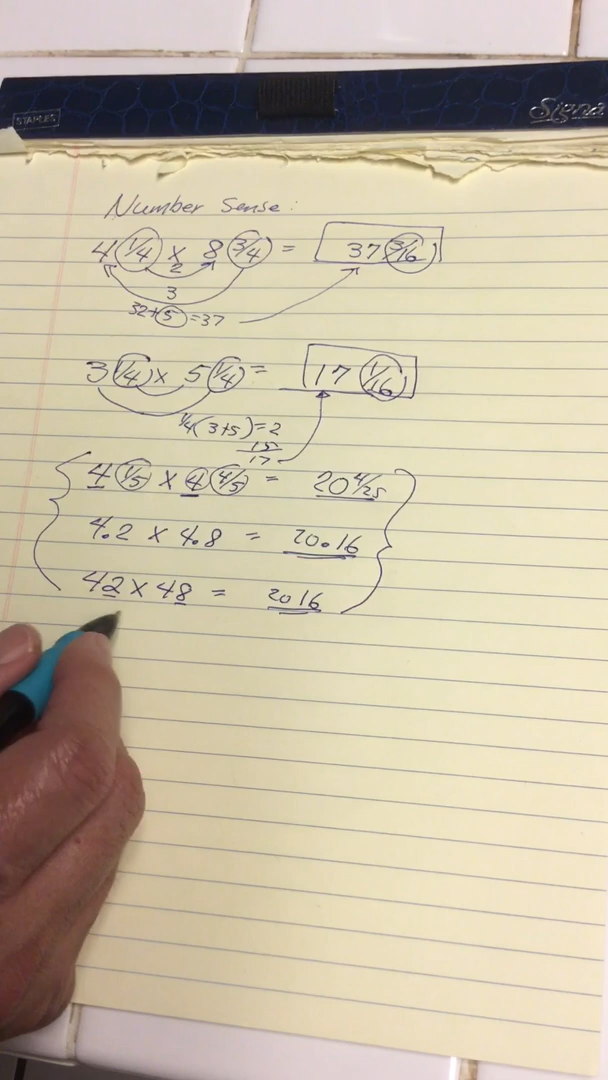 STAPLES
Signa
Number Sense:
4 1/4 x 8 3/4 = 37 3/16
2
3
32+5=37
3 1/4 x 5 1/4 = 17 1/16
1/4(3+5)=2
15
17
4 1/5 x 4 4/5 = 20 4/25
4.2 x 4.8 = 20.16
42 x 48 = 2016